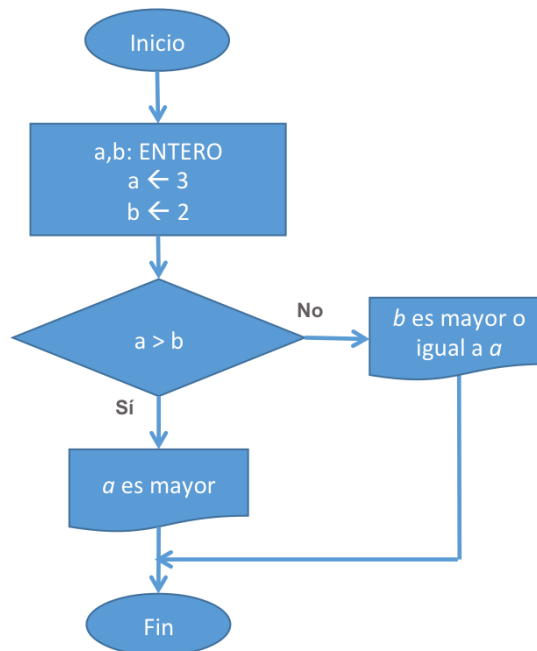 Inicio
a,b: ENTERO
a ← 3
b ← 2
a > b
No
b es mayor o
igual a a
Sí
a es mayor
Fin